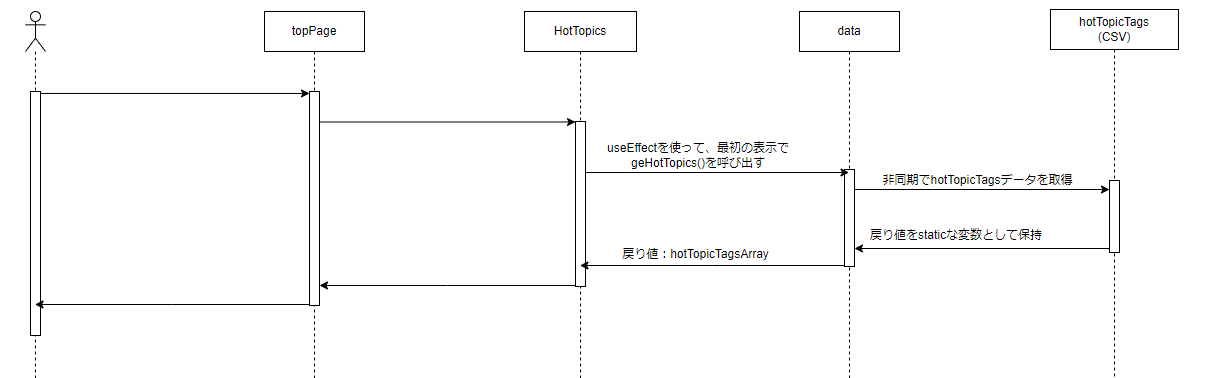 topPage
HotTopics
data
hotTopicTags
(CSV)
useEffectを使って、最初の表示で
geHotTopics()を呼び出す
非同期でhotTopicTagsデータを取得
戻り値をstaticな変数として保持
戻り値：hotTopicTagsArray